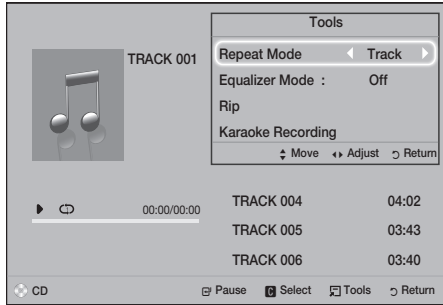 Tools
TRACK 001
Repeat Mode Track
Equalizer Mode : Off
Rip
Karaoke Recording
Move Adjust Return
00:00/00:00
TRACK 004 04:02
TRACK 005 03:43
TRACK 006 03:40
CD Pause C Select Tools Return